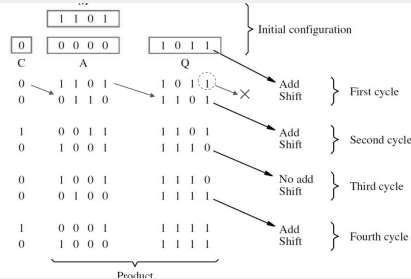 M
1 1 0 1
Initial configuration
0 0 0 0 0 1 0 1 1
C A Q
0 1 1 0 1 1 0 1 1 Add
0 0 1 1 0 1 1 0 1 Shift
First cycle
1 0 0 1 1 1 1 0 1 Add
0 1 0 0 1 1 1 1 0 Shift
Second cycle
0 1 0 0 1 1 1 1 0 No add
0 0 1 0 0 1 1 1 1 Shift
Third cycle
1 0 0 0 1 1 1 1 1 Add
0 1 0 0 0 1 1 1 1 Shift
Fourth cycle
Product